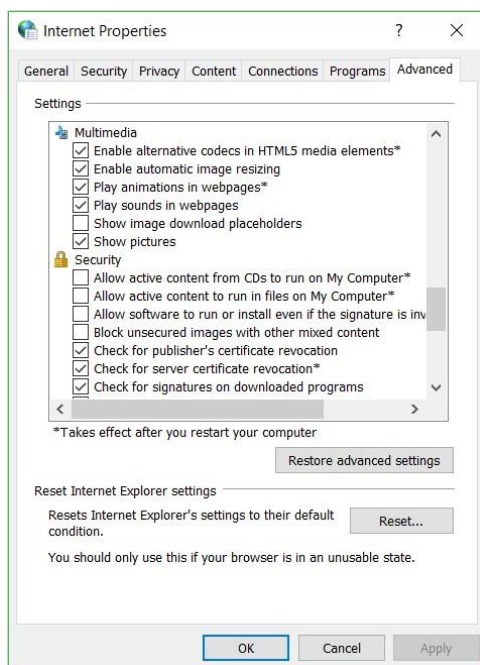 Internet Properties
?
General Security Privacy Content Connections Programs Advanced
Settings
Multimedia
Enable alternative codecs in HTML5 media elements*
Enable automatic image resizing
Play animations in webpages*
Play sounds in webpages
Show image download placeholders
Show pictures
Security
Allow active content from CDs to run on My Computer*
Allow active content to run in files on My Computer*
Allow software to run or install even if the signature is inv
Block unsecured images with other mixed content
Check for publisher's certificate revocation
Check for server certificate revocation*
Check for signatures on downloaded programs
*Takes effect after you restart your computer
Restore advanced settings
Reset Internet Explorer settings
Resets Internet Explorer's settings to their default
condition.
Reset...
You should only use this if your browser is in an unusable state.
OK Cancel Apply